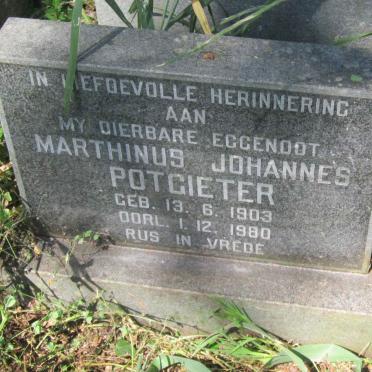 IN LIEFDEVOLLE HERINNERING
AAN
MY DIERBARE EGGENOOT...
MARTHINUS JOHANNES
POTGIETER
GEB. 13. 6. 1903
OORL. 1. 12. 1980
RUS IN VREDE